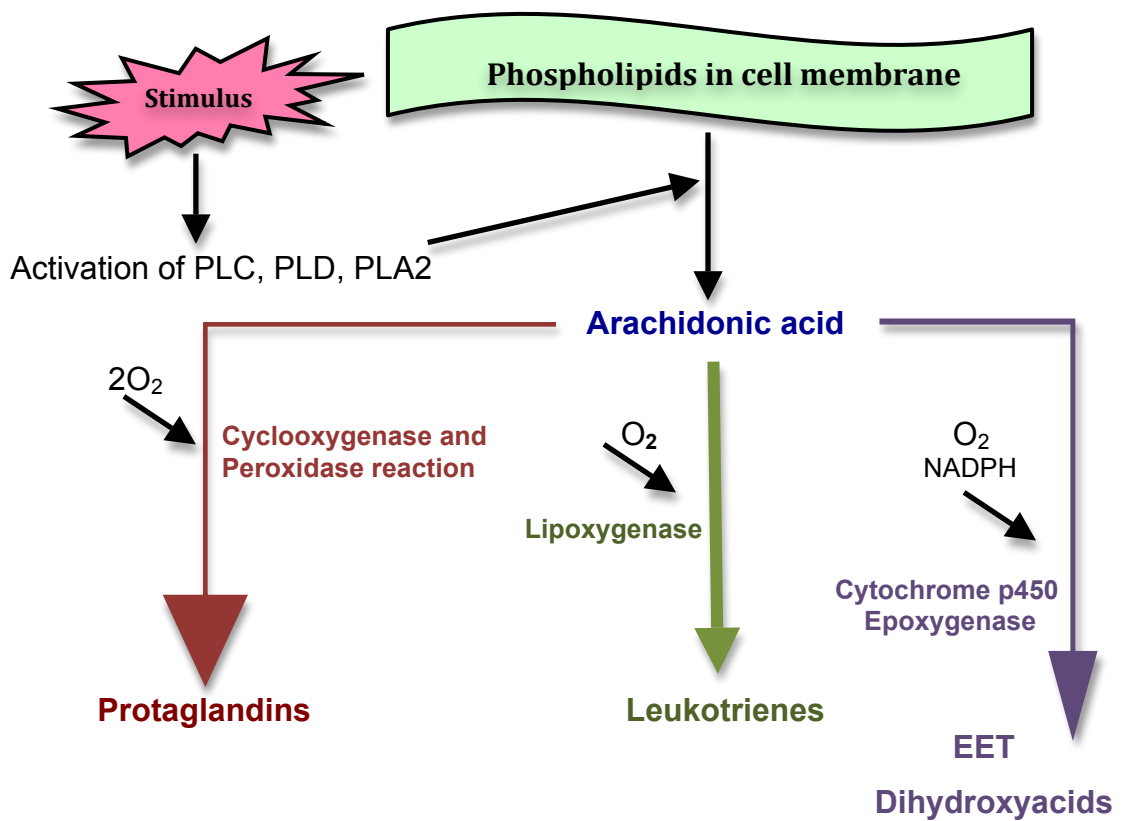 Stimulus
Phospholipids in cell membrane
Activation of PLC, PLD, PLA2
Arachidonic acid
2O₂
Cyclooxygenase and
Peroxidase reaction
O₂
Lipoxygenase
O₂
NADPH
Cytochrome p450
Epoxygenase
Protaglandins
Leukotrienes
EET
Dihydroxyacids